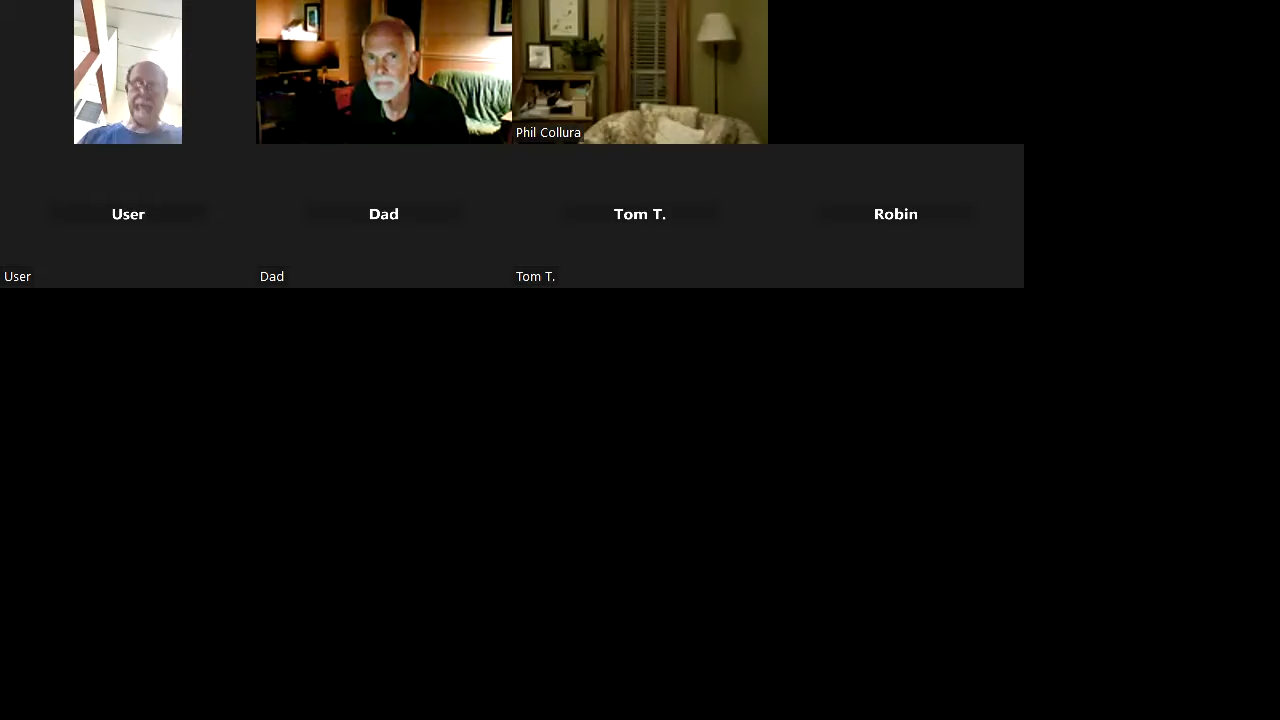 Phil Collura
User
Dad
Tom T.
Robin
User
Dad
Tom T.